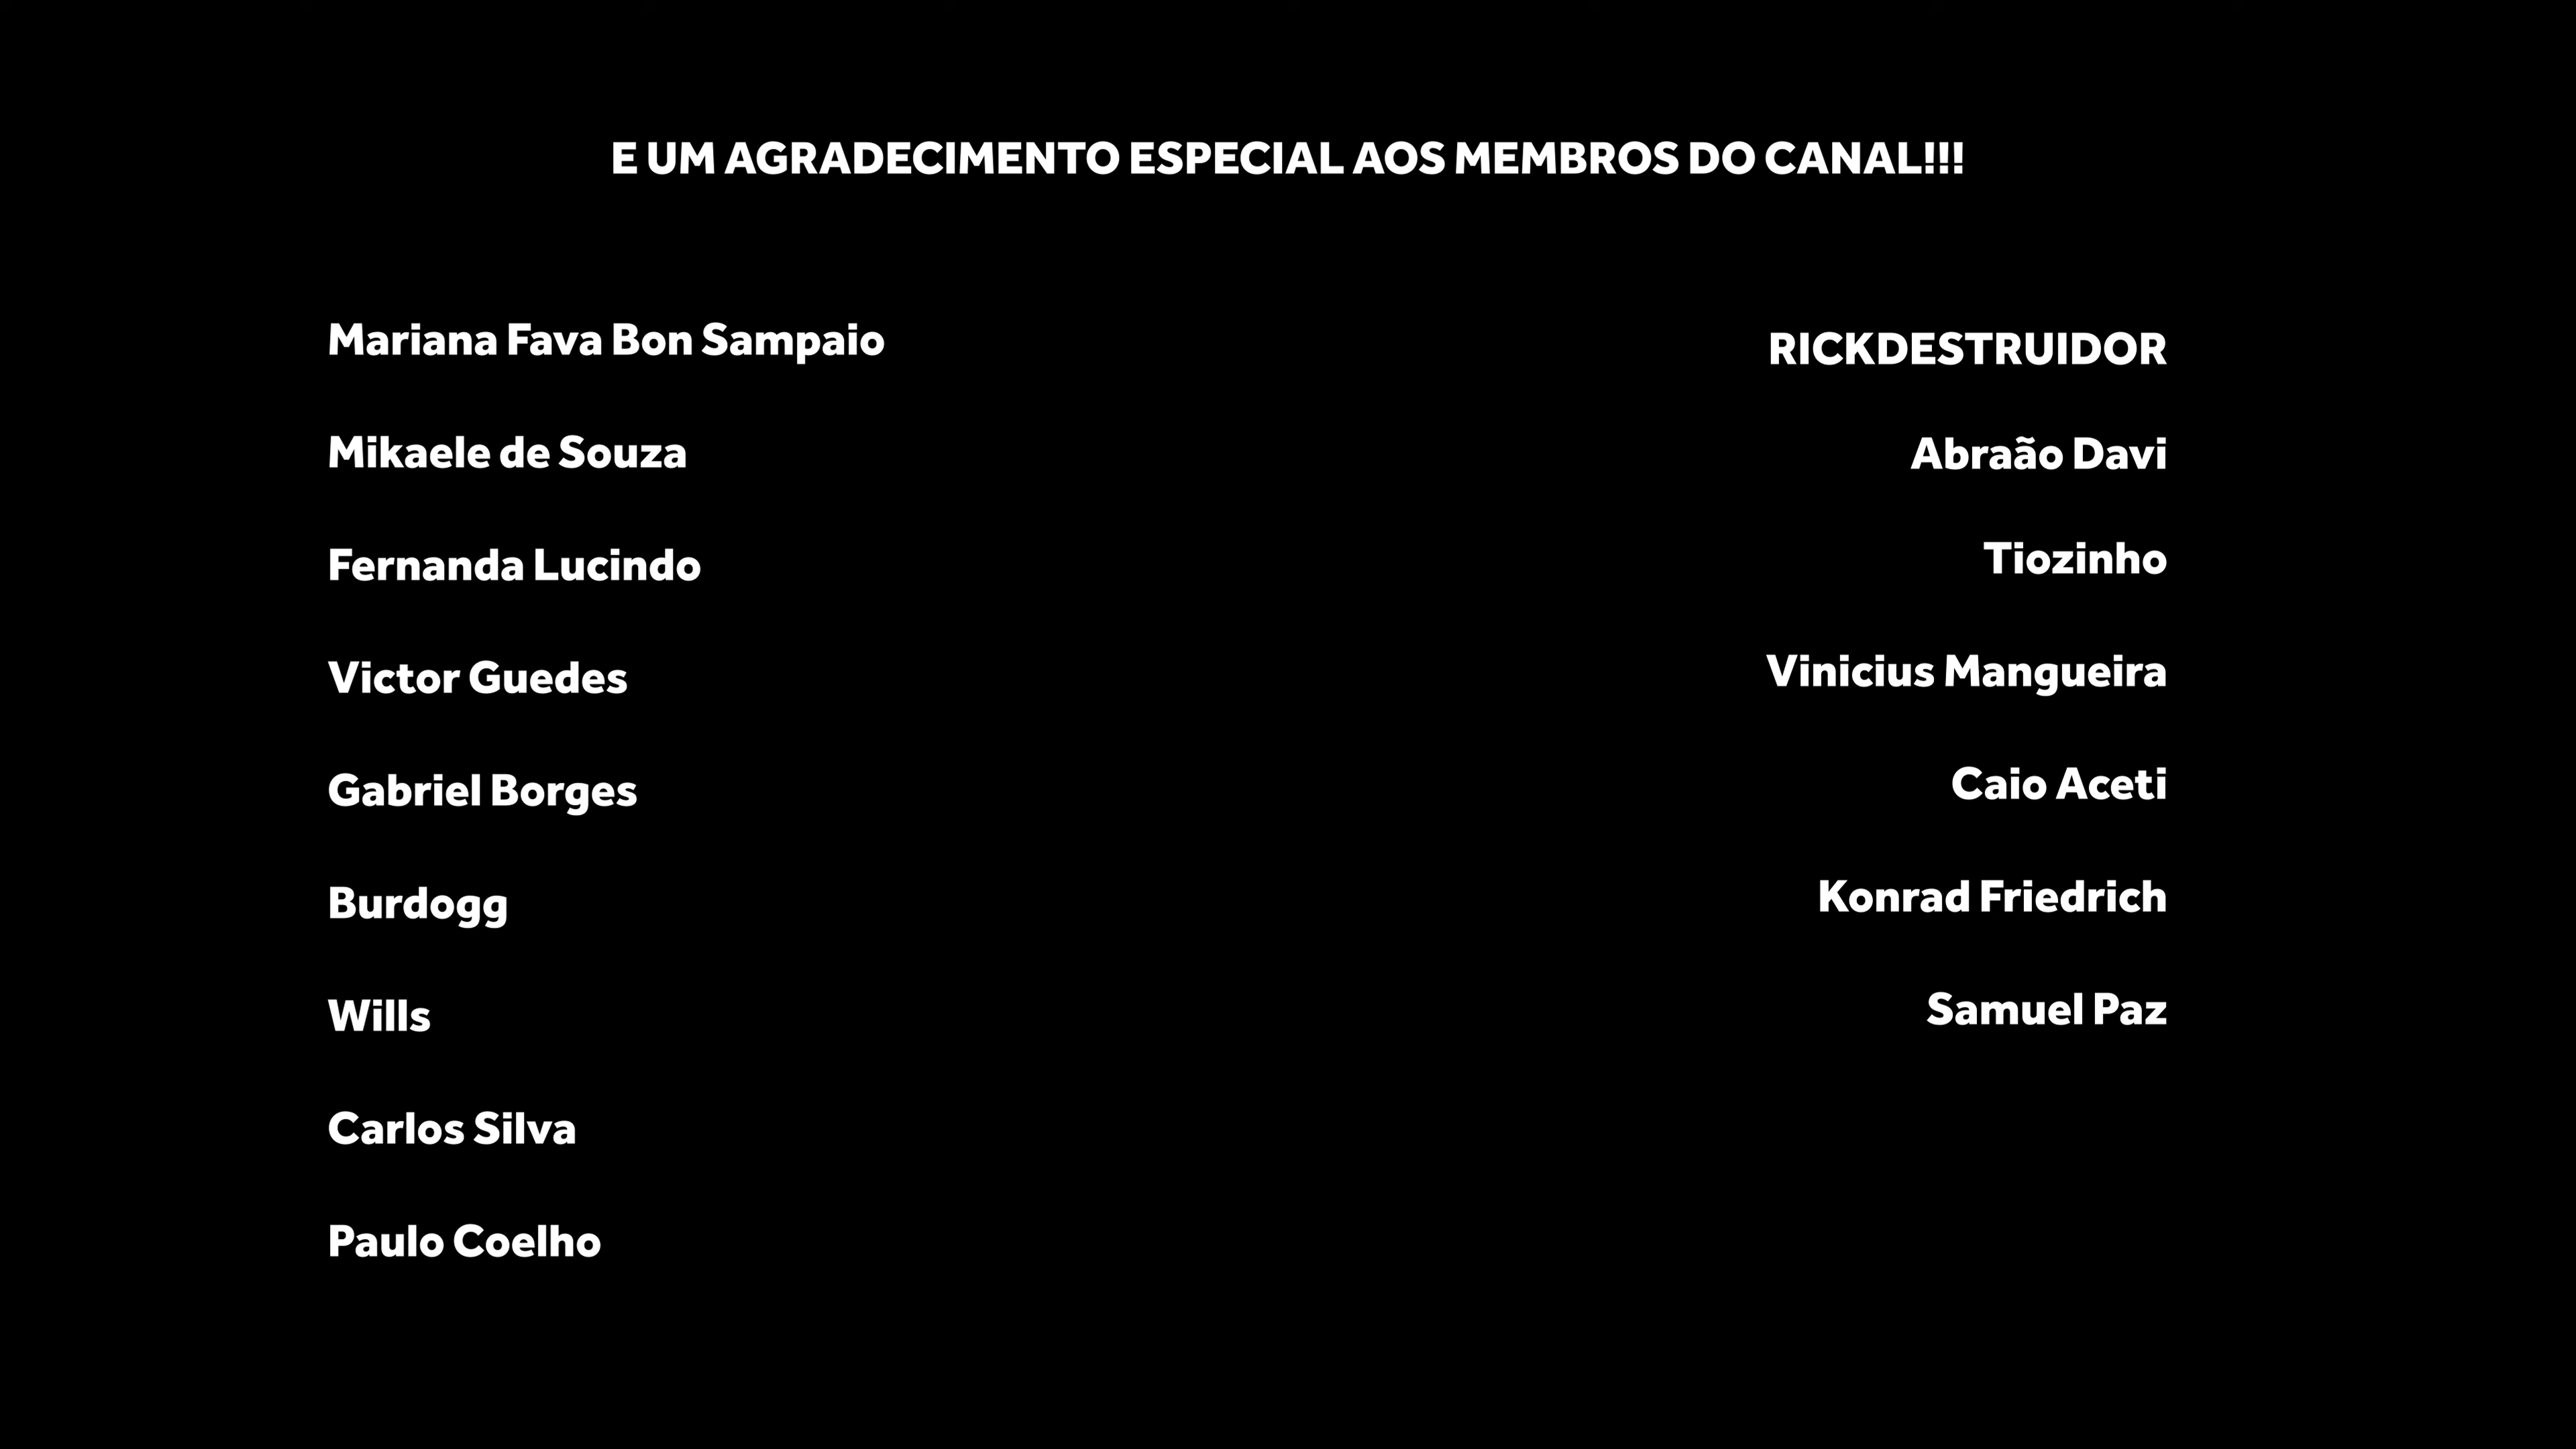 E UM AGRADECIMENTO ESPECIAL AOS MEMBROS DO CANAL!!!
Mariana Fava Bon Sampaio
Mikaele de Souza
Fernanda Lucindo
Victor Guedes
Gabriel Borges
Burdogg
Wills
Carlos Silva
Paulo Coelho
RICKDESTRUIDOR
Abraão Davi
Tiozinho
Vinicius Mangueira
Caio Aceti
Konrad Friedrich
Samuel Paz